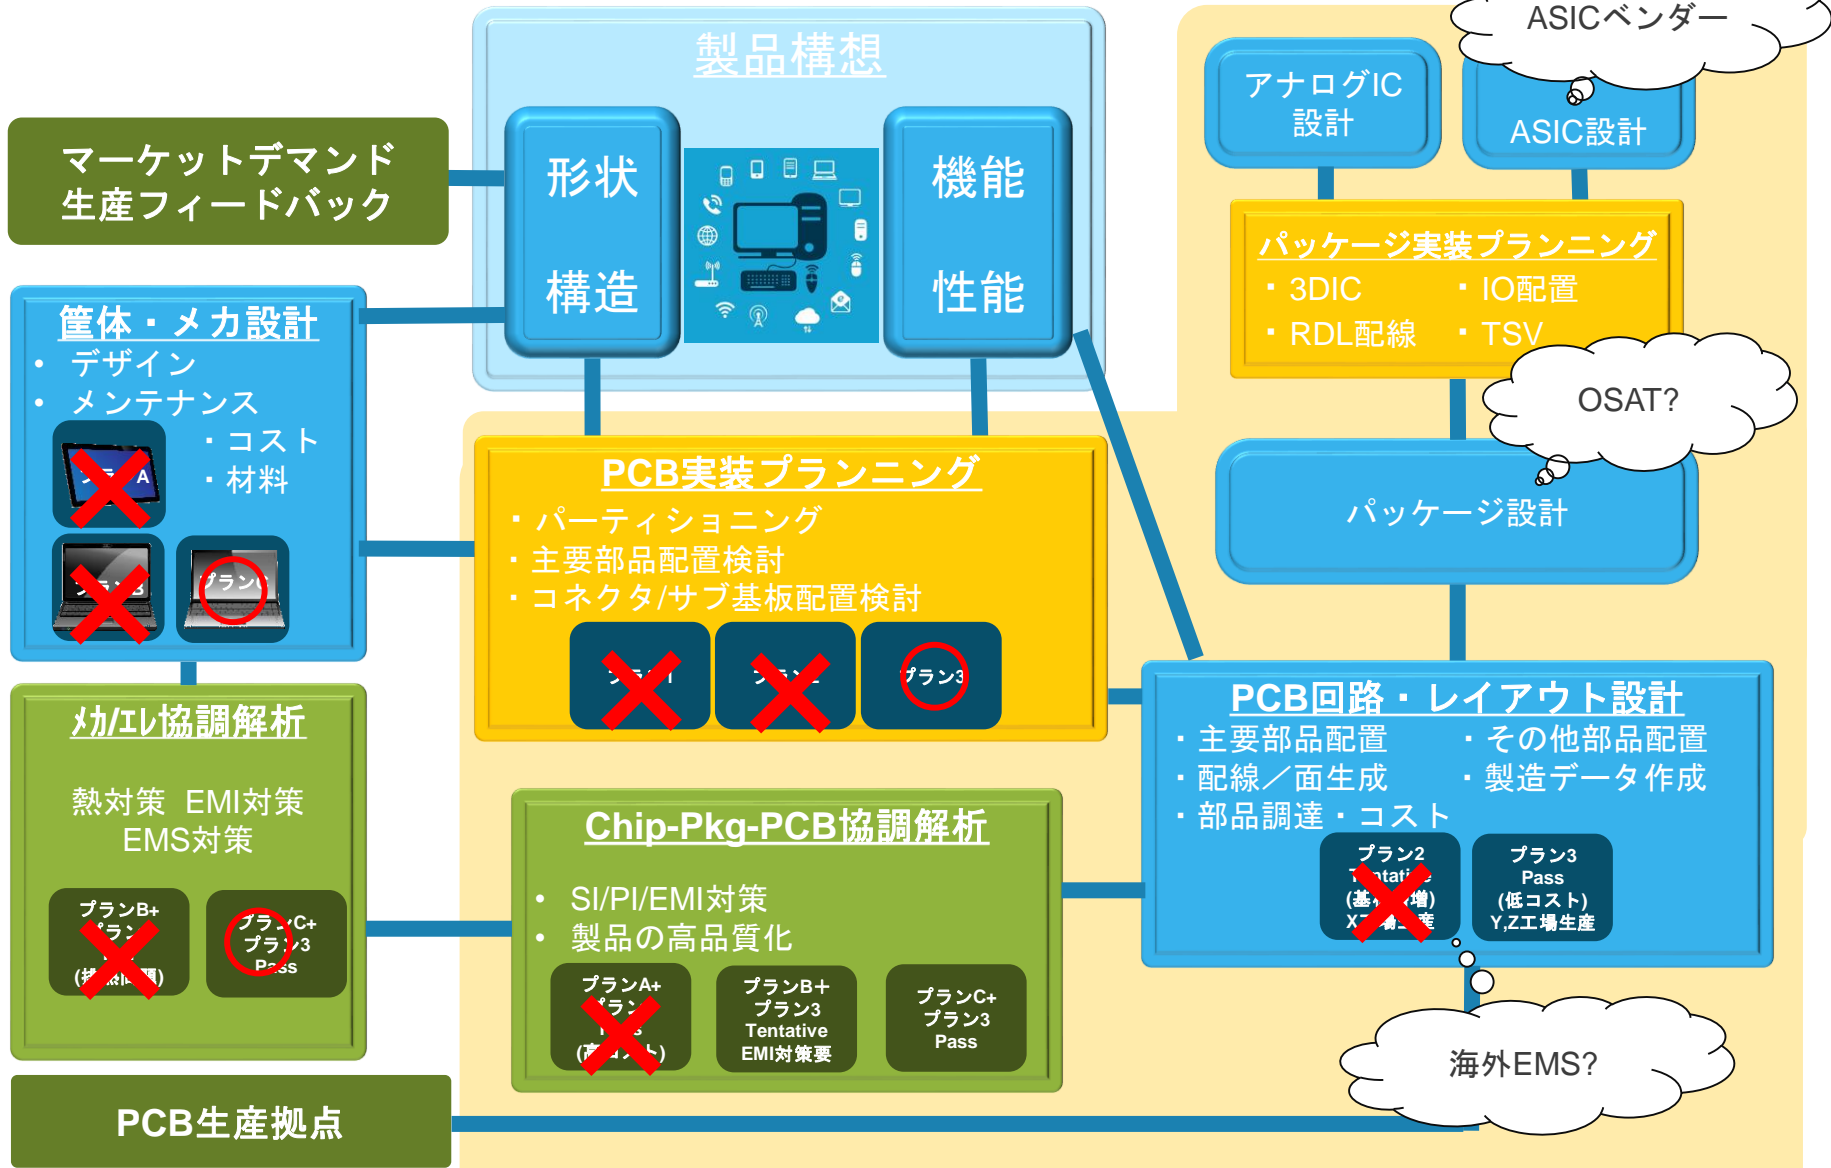 製品構想
形状
構造
機能
性能
マーケットデマンド
生産フィードバック
アナログIC
設計
ASICベンダー
ASIC設計
パッケージ実装プランニング
・3DIC ・IO配置
・RDL配線 ・TSV
OSAT?
パッケージ設計
筐体・メカ設計
• デザイン
• メンテナンス
・コスト
・材料
A
プランC
PCB実装プランニング
・パーティショニング
・主要部品配置検討
・コネクタ/サブ基板配置検討
プラン3
PCB回路・レイアウト設計
・主要部品配置 ・その他部品配置
・配線／面生成 ・製造データ作成
・部品調達・コスト
プラン2
Tentative
プラン3
Pass
(低コスト)
Y,Z工場生産
海外EMS?
ﾒｶ/ｴﾚ協調解析
熱対策 EMI対策
EMS対策
プランB+
プランC+
プラン3
Pass
Chip-Pkg-PCB協調解析
• SI/PI/EMI対策
• 製品の高品質化
プランA+
プランB＋
プラン3
Tentative
EMI対策要
プランC+
プラン3
Pass
PCB生産拠点